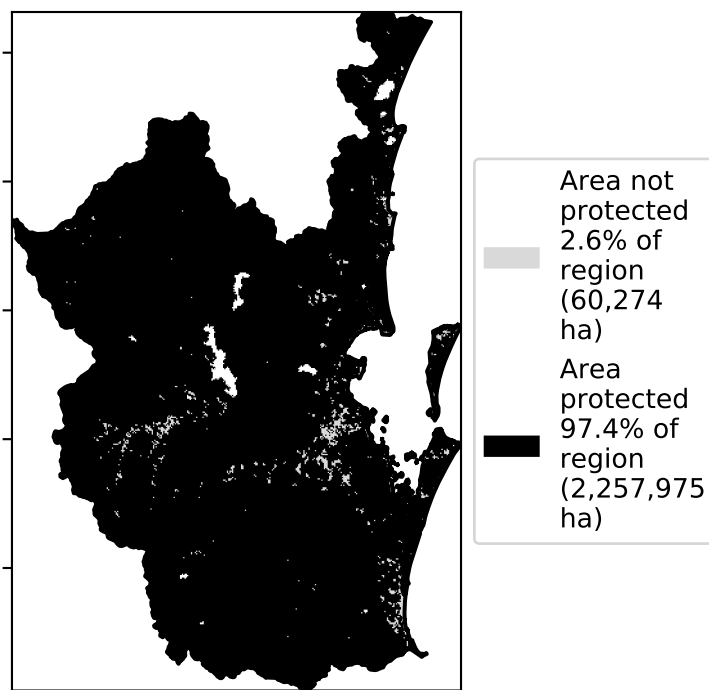 Area not
protected
2.6% of
region
(60,274
ha)
Area
protected
97.4% of
region
(2,257,975
ha)